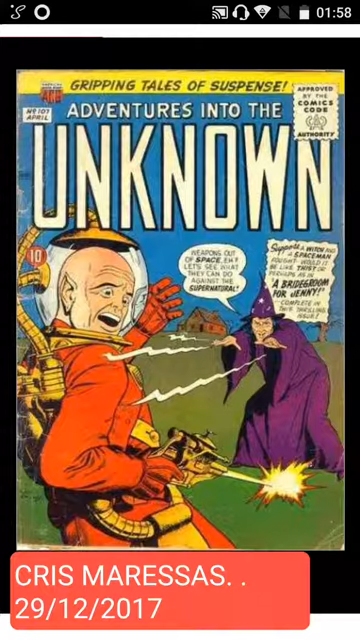 01:58
GRIPPING TALES OF SUSPENSE!
ACG
Nº 107
APRIL
APPROVED
BY THE
COMICS
CODE
AUTHORITY
ADVENTURES INTO THE
UNKNOWN
10¢
WEAPONS OUT
OF SPACE, EH?
LET'S SEE WHAT
THEY CAN DO
AGAINST THE
SUPERNATURAL!
A WITCH AND
A SPACEMAN
FOUGHT! WOULD IT
BE LIKE THIS? OR
PERHAPS AS IN
"A BRIDEGROOM
FOR JENNY!"
COMPLETE IN
THIS THRILLING
ISSUE!
CRIS MARESSAS. .
29/12/2017